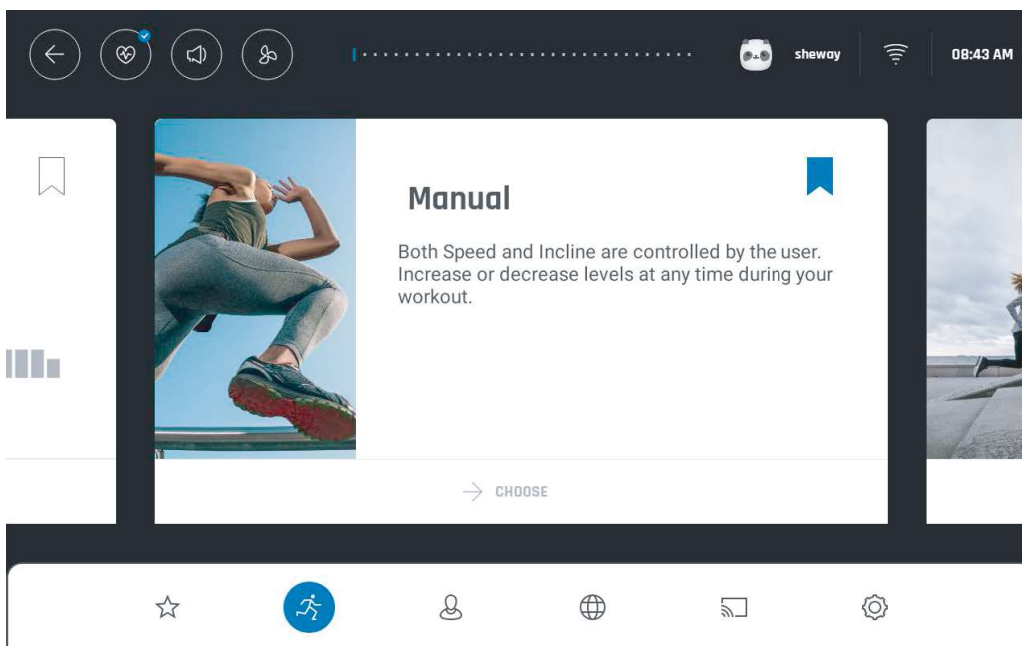 sheway
08:43 AM
Manual
Both Speed and Incline are controlled by the user.
Increase or decrease levels at any time during your
workout.
CHOOSE